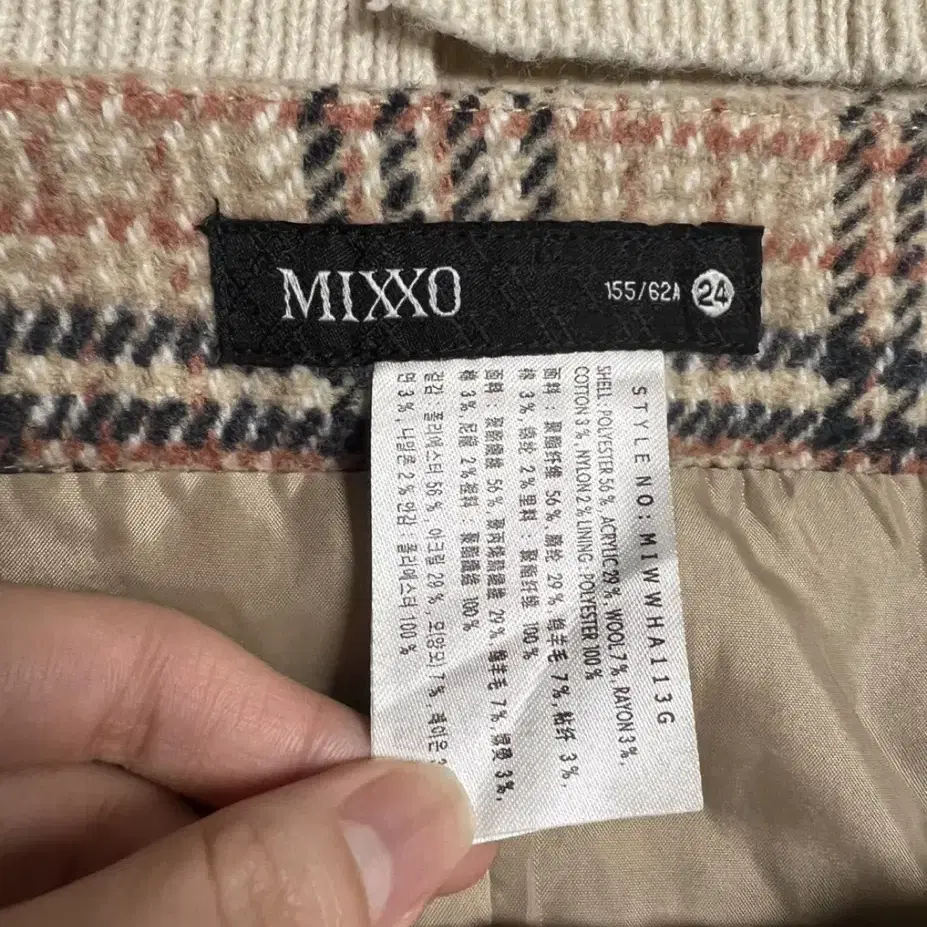 MIXXO
155/62A 24
STYLE NO: MIWWHA113G
SHELL: POLYESTER 56%, ACRYLIC 29%, WOOL 7%, RAYON 3%,
COTTON 3%, NYLON 2% LINING: POLYESTER 100%
面料: 聚酯纤维 56%, 腈纶 29%, 绵羊毛 7%, 粘纤 3%,
棉 3%, 锦纶 2% 里料: 聚酯纤维 100%
面料: 聚酯纖維 56%, 聚丙烯腈纖維 29%, 綿羊毛 7%, 嫘縈 3%,
棉 3%, 尼龍 2% 裡料: 聚酯纖維 100%
겉감: 폴리에스터 56%, 아크릴 29%, 모(양모) 7%, 레이온
면 3%, 나일론 2% 안감: 폴리에스터 100%